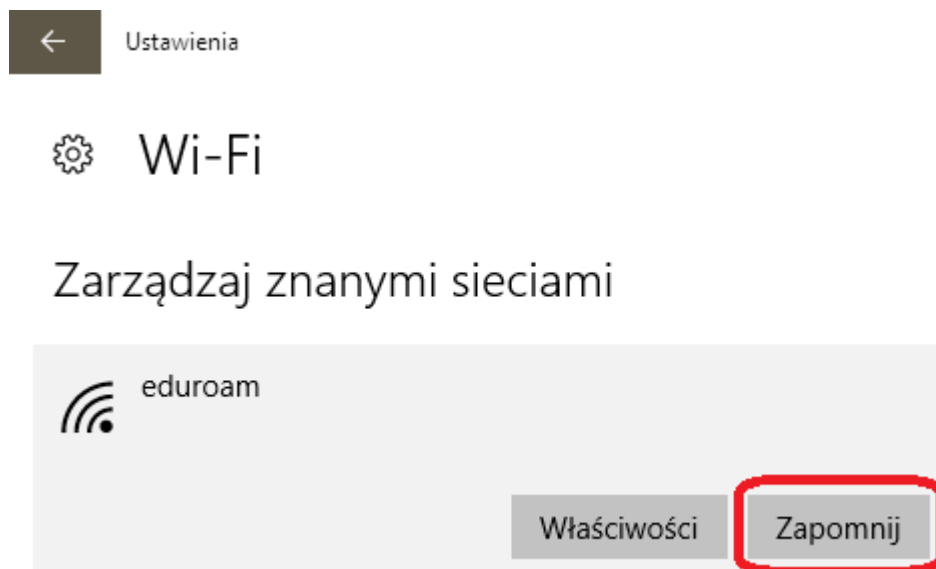 Ustawienia
Wi-Fi
Zarządzaj znanymi sieciami
eduroam
Właściwości Zapomnij